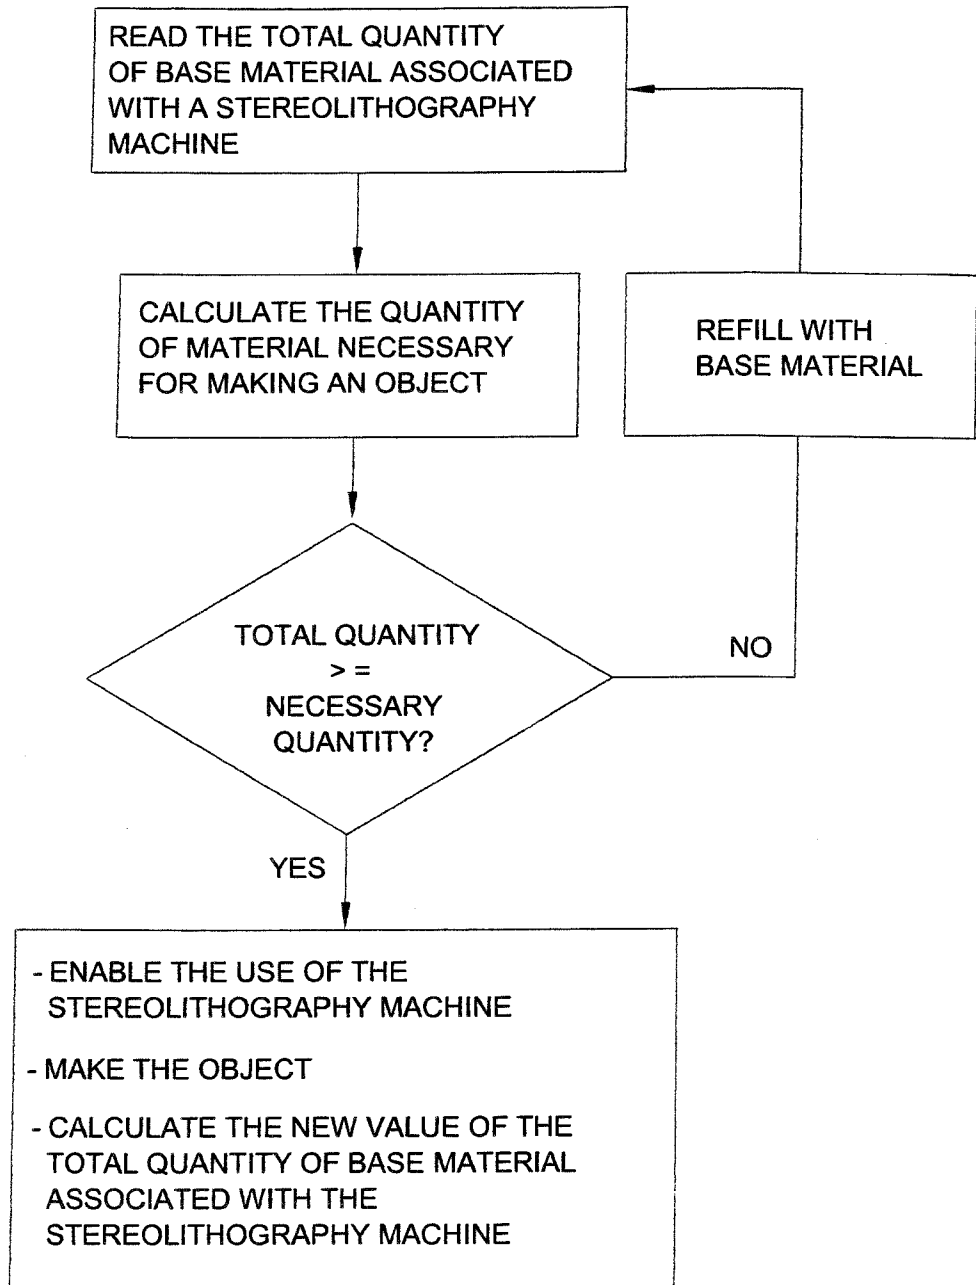 READ THE TOTAL QUANTITY
OF BASE MATERIAL ASSOCIATED
WITH A STEREOLITHOGRAPHY
MACHINE
CALCULATE THE QUANTITY
OF MATERIAL NECESSARY
FOR MAKING AN OBJECT
REFILL WITH
BASE MATERIAL
TOTAL QUANTITY
> =
NECESSARY
QUANTITY?
NO
YES
- ENABLE THE USE OF THE
STEREOLITHOGRAPHY MACHINE
- MAKE THE OBJECT
- CALCULATE THE NEW VALUE OF THE
TOTAL QUANTITY OF BASE MATERIAL
ASSOCIATED WITH THE
STEREOLITHOGRAPHY MACHINE